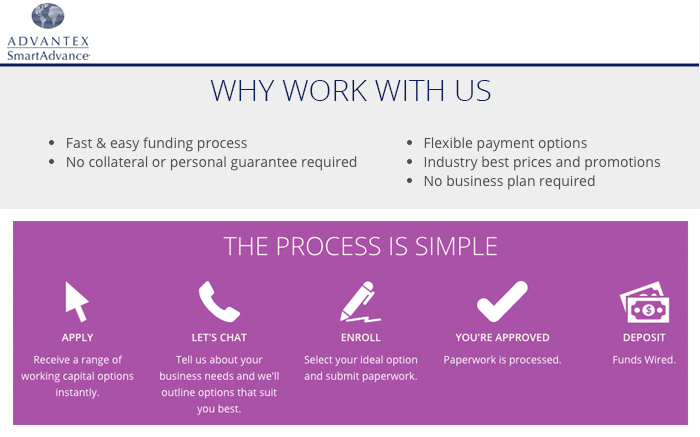 ADVANTEX
SmartAdvance
WHY WORK WITH US
• Fast & easy funding process
• No collateral or personal guarantee required
• Flexible payment options
• Industry best prices and promotions
• No business plan required
THE PROCESS IS SIMPLE
APPLY
Receive a range of
working capital options
instantly.
LET'S CHAT
Tell us about your
business needs and we'll
outline options that suit
you best.
ENROLL
Select your ideal option
and submit paperwork.
YOU'RE APPROVED
Paperwork is processed.
$
DEPOSIT
Funds Wired.